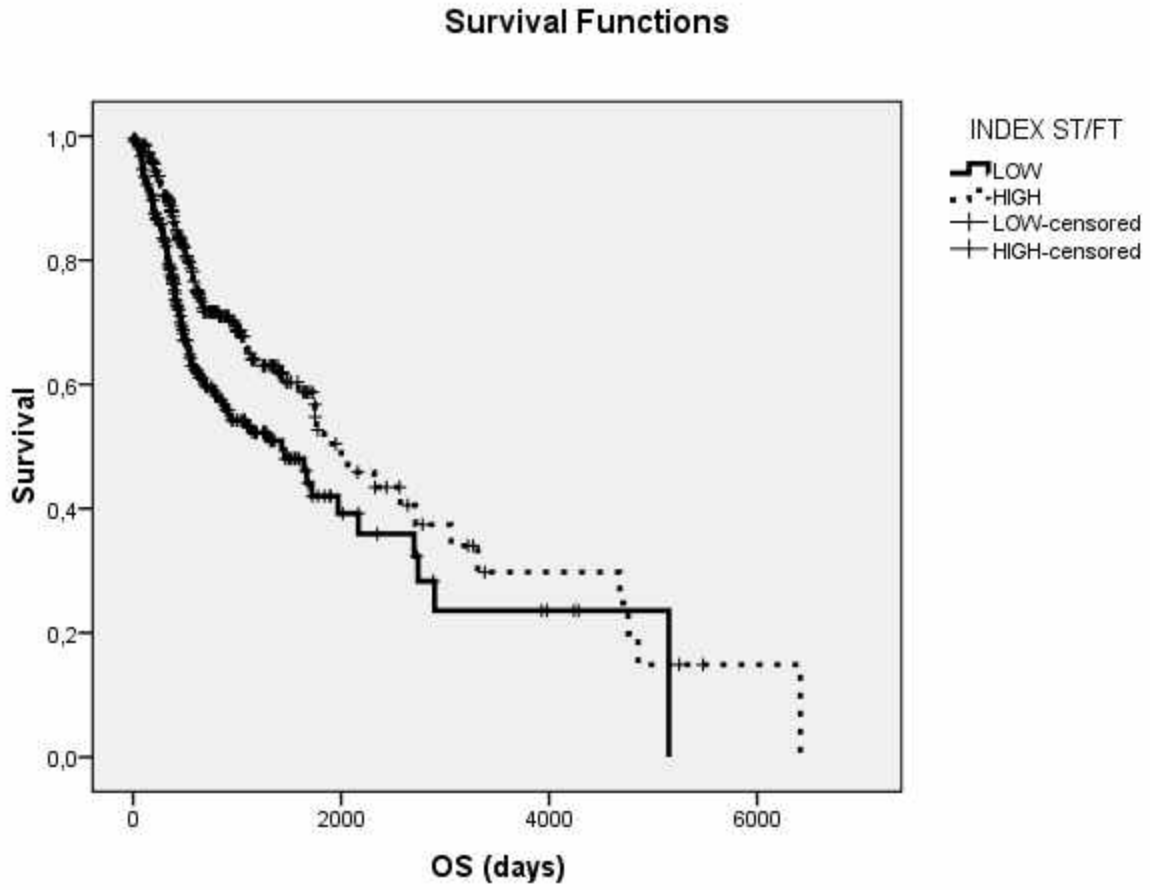 Survival Functions
INDEX ST/FT
LOW
HIGH
LOW-censored
HIGH-censored
1,0
0,8
0,6
0,4
0,2
0,0
Survival
0 2000 4000 6000
OS (days)